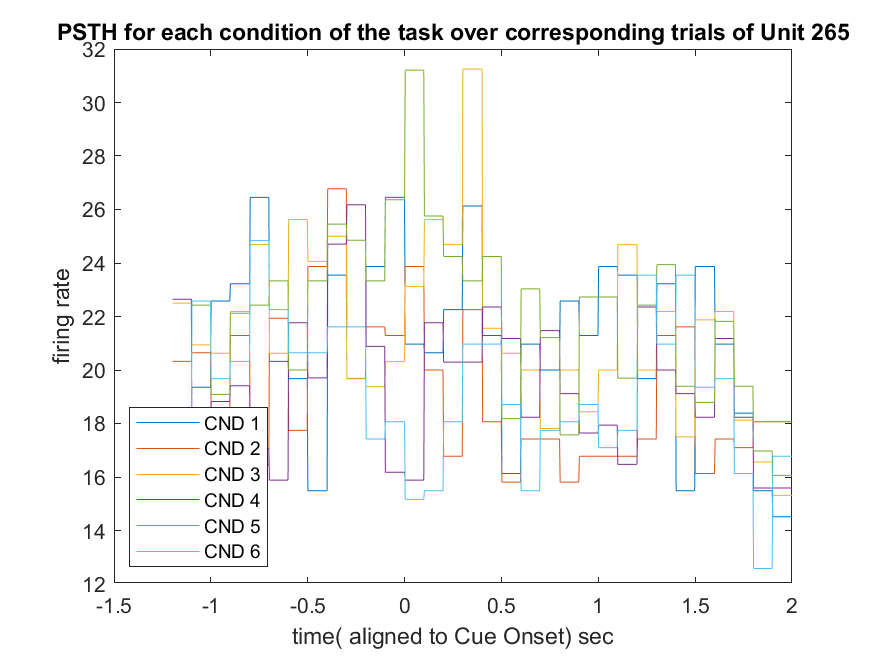 PSTH for each condition of the task over corresponding trials of Unit 265
32
30
28
26
24
22
20
18
16
14
12
firing rate
CND 1
CND 2
CND 3
CND 4
CND 5
CND 6
-1.5 -1 -0.5 0 0.5 1 1.5 2
time( aligned to Cue Onset) sec